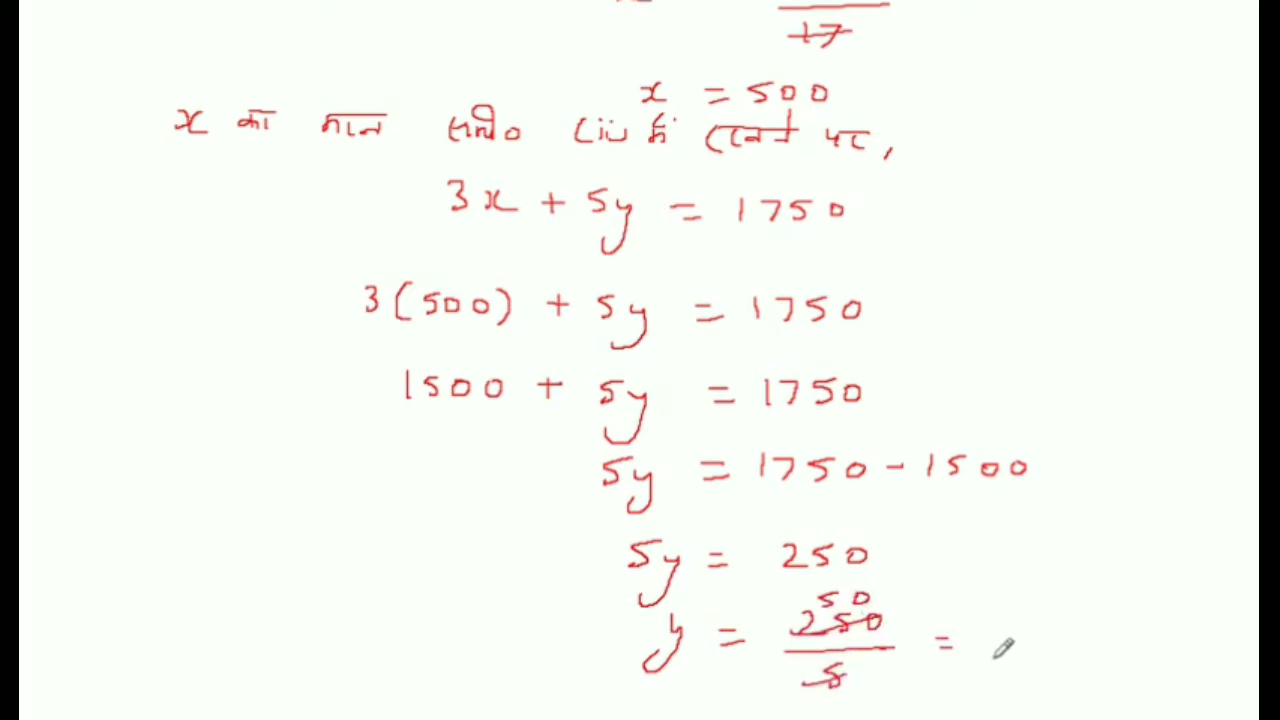 17
x = 500
x का मान समी० (ii) में रखने पर,
3x + 5y = 1750
3(500) + 5y = 1750
1500 + 5y = 1750
5y = 1750 - 1500
5y = 250
50
y = 250/5 =